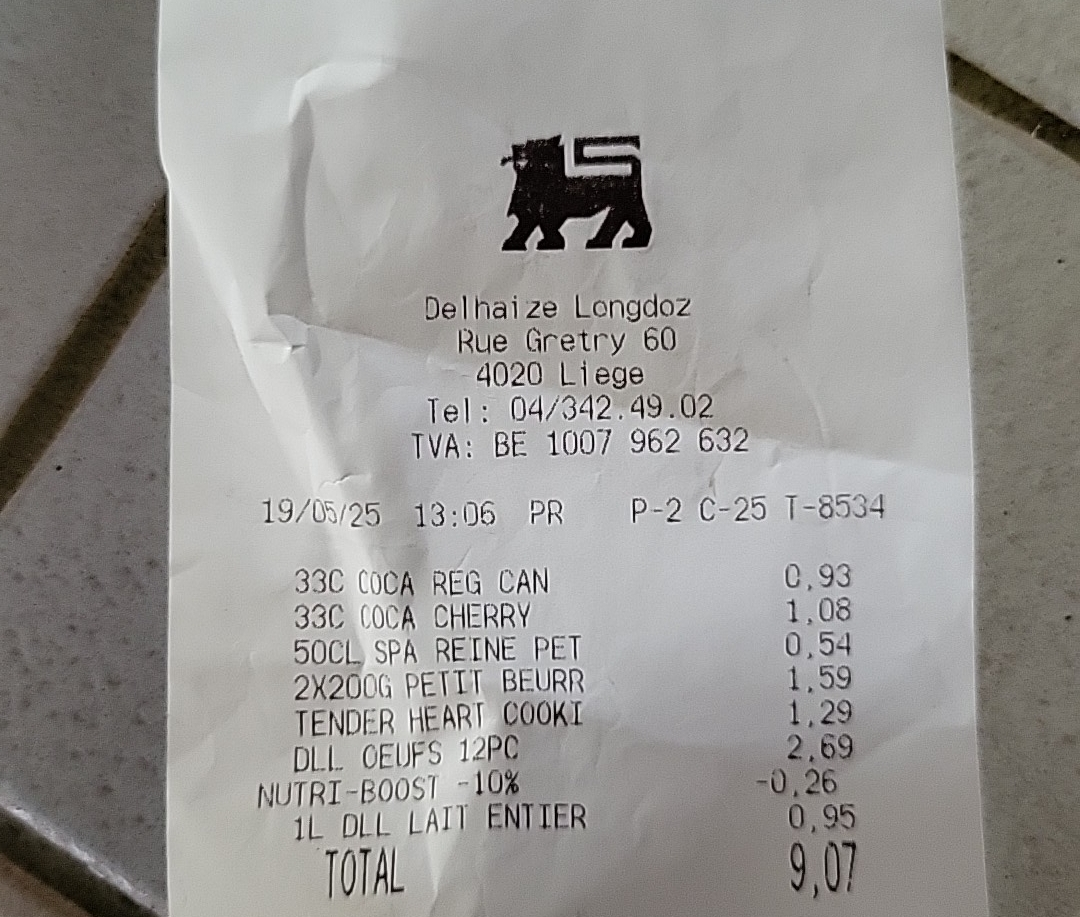 Delhaize Longdoz
Rue Gretry 60
4020 Liege
Tel: 04/342.49.02
TVA: BE 1007 962 632
19/05/25 13:06 PR P-2 C-25 T-8534
33C COCA REG CAN 0,93
33C COCA CHERRY 1,08
50CL SPA REINE PET 0,54
2X200G PETIT BEURR 1,59
TENDER HEART COOKI 1,29
DLL OEUFS 12PC 2,69
NUTRI-BOOST -10% -0,26
1L DLL LAIT ENTIER 0,95
TOTAL 9,07